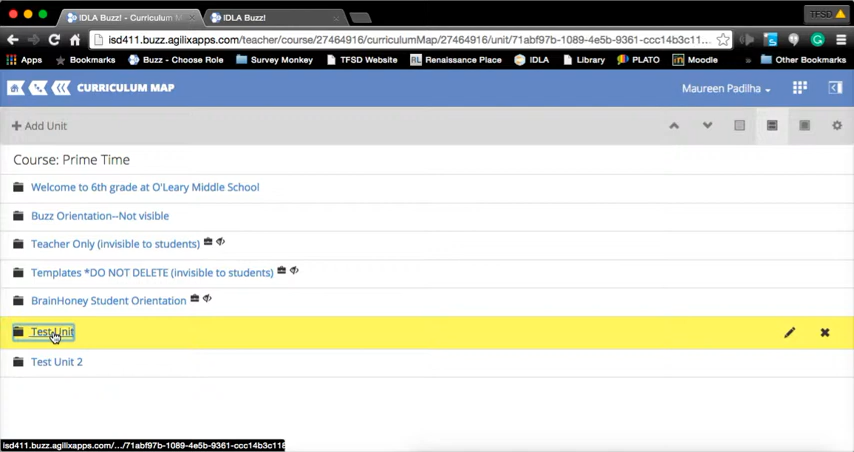 IDLA Buzz! - Curriculum M
IDLA Buzz!
TFSD
isd411.buzz.agilixapps.com/teacher/course/27464916/curriculumMap/27464916/unit/71abf97b-1089-4e5b-9361-ccc14b3c11...
Apps Bookmarks Buzz - Choose Role Survey Monkey TFSD Website Renaissance Place IDLA Library PLATO Moodle » Other Bookmarks
CURRICULUM MAP
Maureen Padilha
+ Add Unit
Course: Prime Time
Welcome to 6th grade at O'Leary Middle School
Buzz Orientation--Not visible
Teacher Only (invisible to students)
Templates *DO NOT DELETE (invisible to students)
BrainHoney Student Orientation
Test Unit
Test Unit 2
isd411.buzz.agilixapps.com/.../71abf97b-1089-4e5b-9361-ccc14b3c118